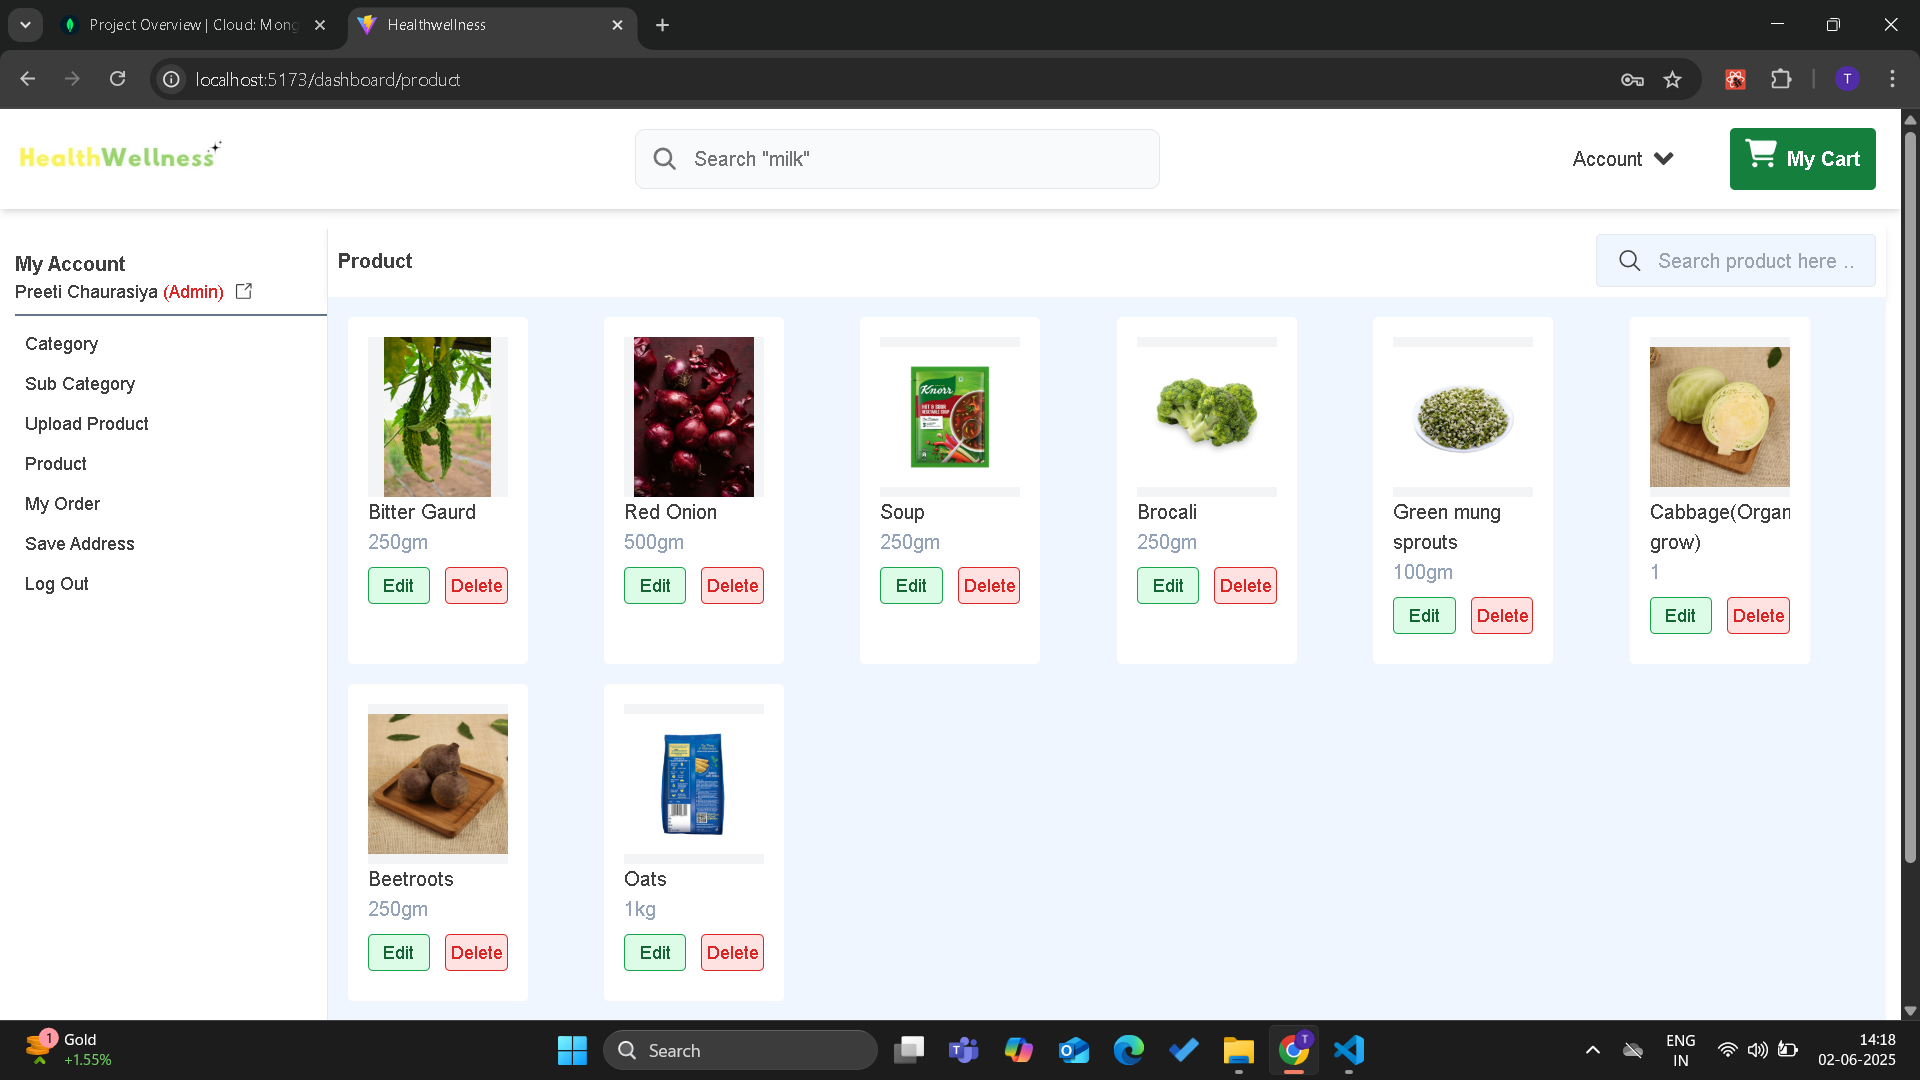 Project Overview | Cloud: Mong
Healthwellness
localhost:5173/dashboard/product
T
HealthWellness
Search "milk"
Account
My Cart
My Account
Preeti Chaurasiya (Admin)
Category
Sub Category
Upload Product
Product
My Order
Save Address
Log Out
Product
Search product here ..
Knorr
Bitter Gaurd
250gm
Edit Delete
Red Onion
500gm
Edit Delete
Soup
250gm
Edit Delete
Brocali
250gm
Edit Delete
Green mung
sprouts
100gm
Edit Delete
Cabbage(Organ
grow)
1
Edit Delete
Beetroots
250gm
Edit Delete
Oats
1kg
Edit Delete
1
Gold
+1.55%
Search
T
ENG
IN
14:18
02-06-2025